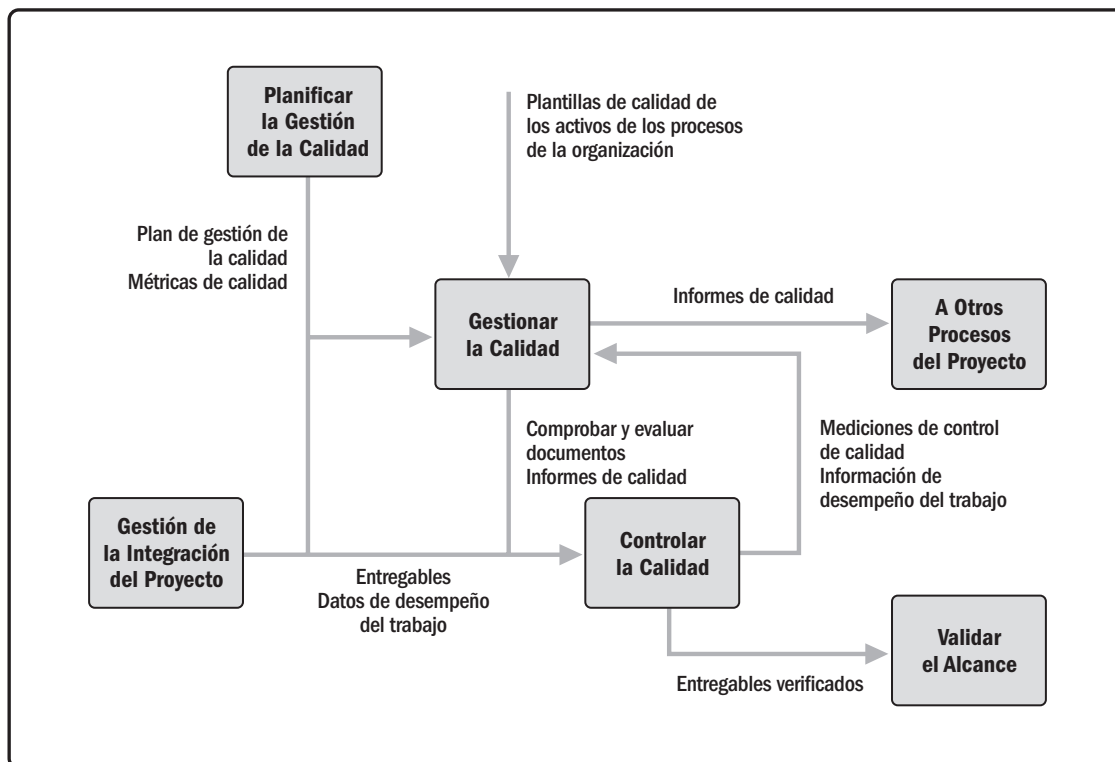 Planificar
la Gestión
de la Calidad
Plantillas de calidad de
los activos de los procesos
de la organización
Plan de gestión de
la calidad
Métricas de calidad
Gestionar
la Calidad
Informes de calidad
A Otros
Procesos
del Proyecto
Comprobar y evaluar
documentos
Informes de calidad
Mediciones de control
de calidad
Información de
desempeño del trabajo
Gestión de
la Integración
del Proyecto
Entregables
Datos de desempeño
del trabajo
Controlar
la Calidad
Entregables verificados
Validar
el Alcance